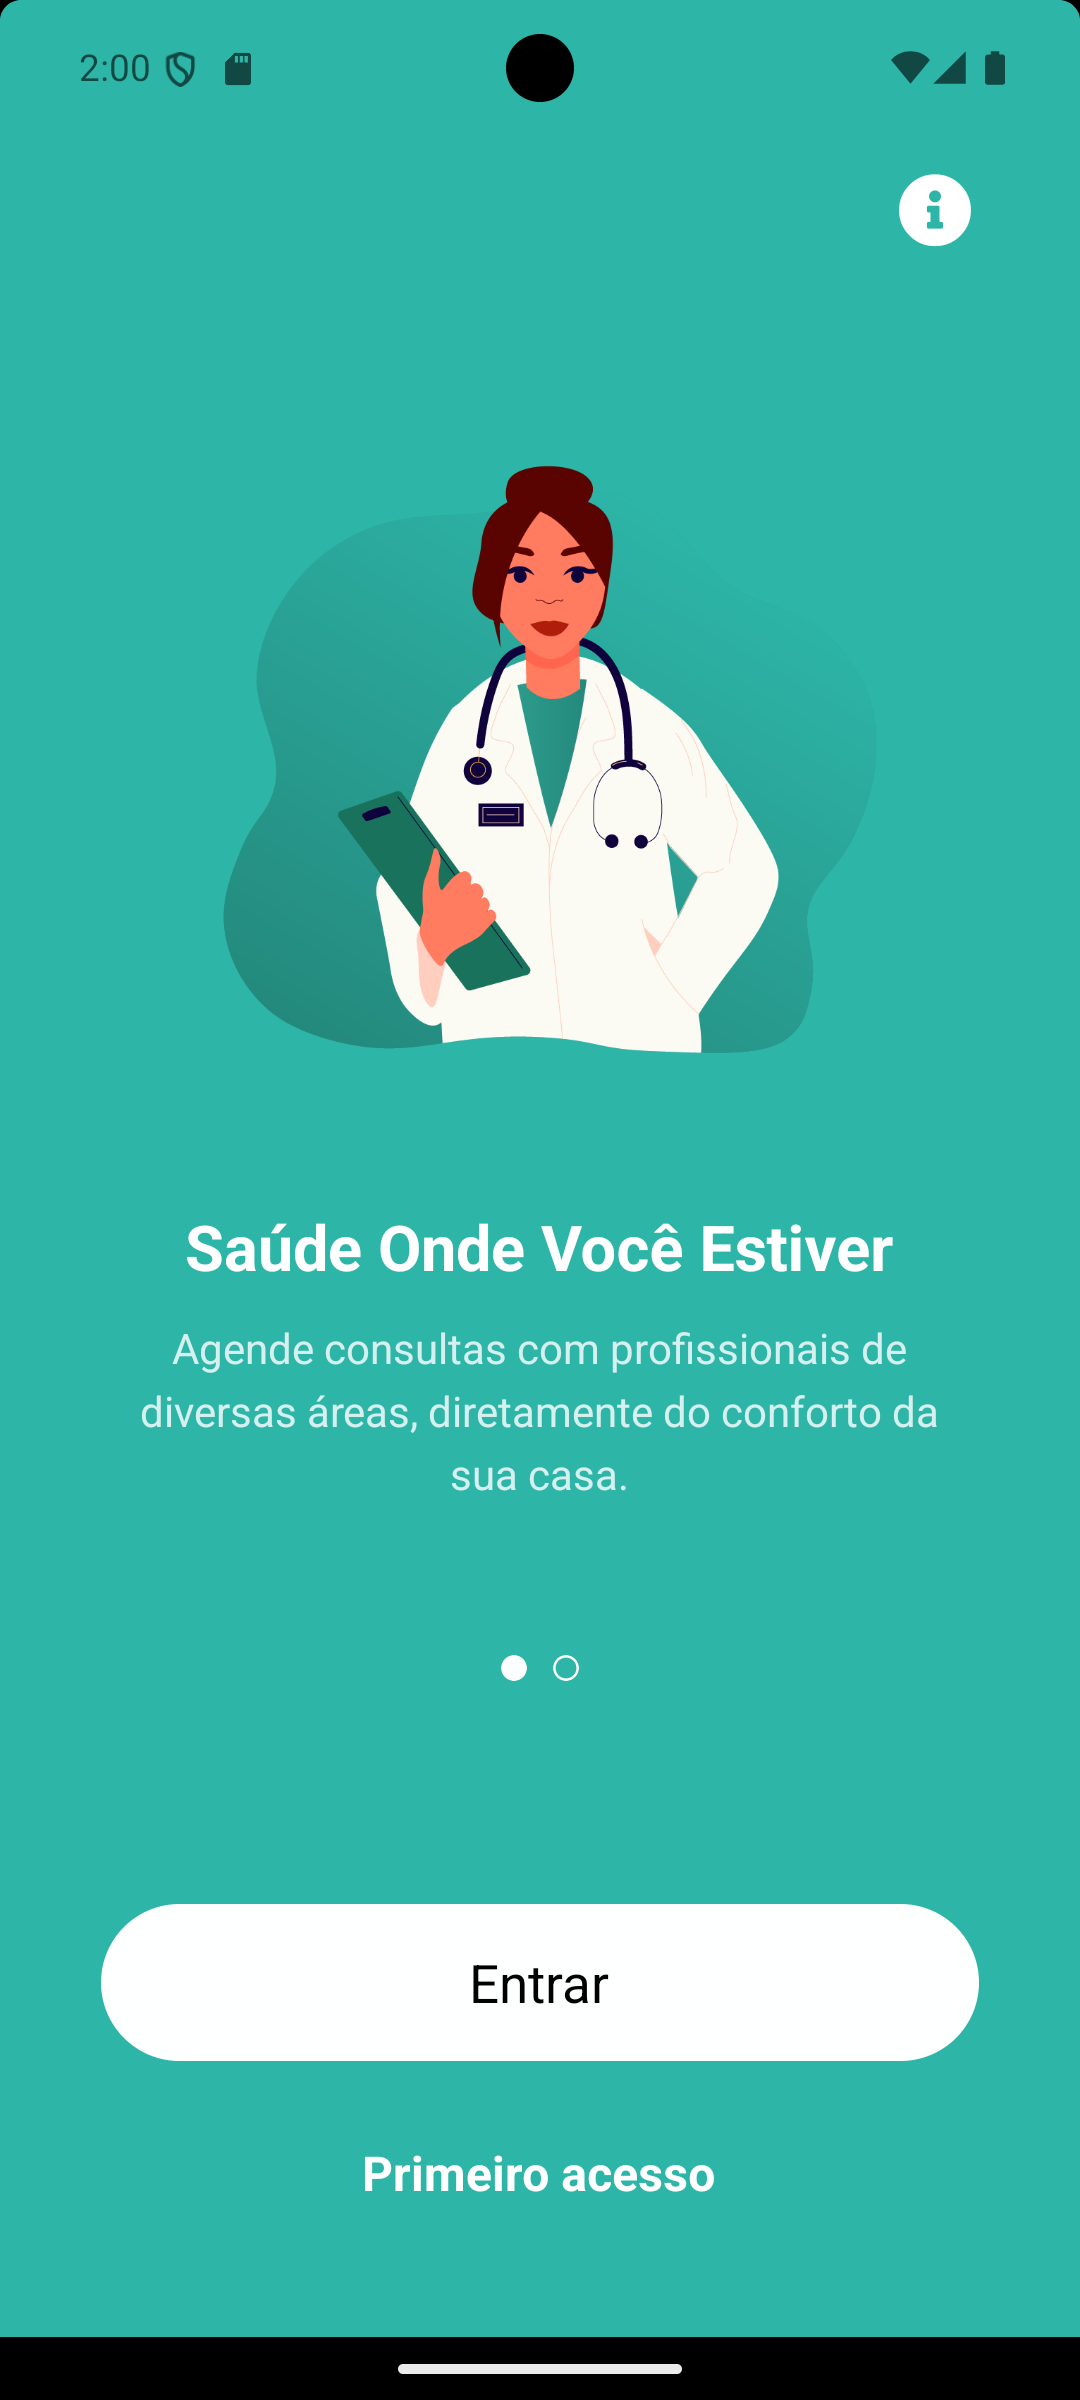 2:00
Saúde Onde Você Estiver
Agende consultas com profissionais de
diversas áreas, diretamente do conforto da
sua casa.
Entrar
Primeiro acesso